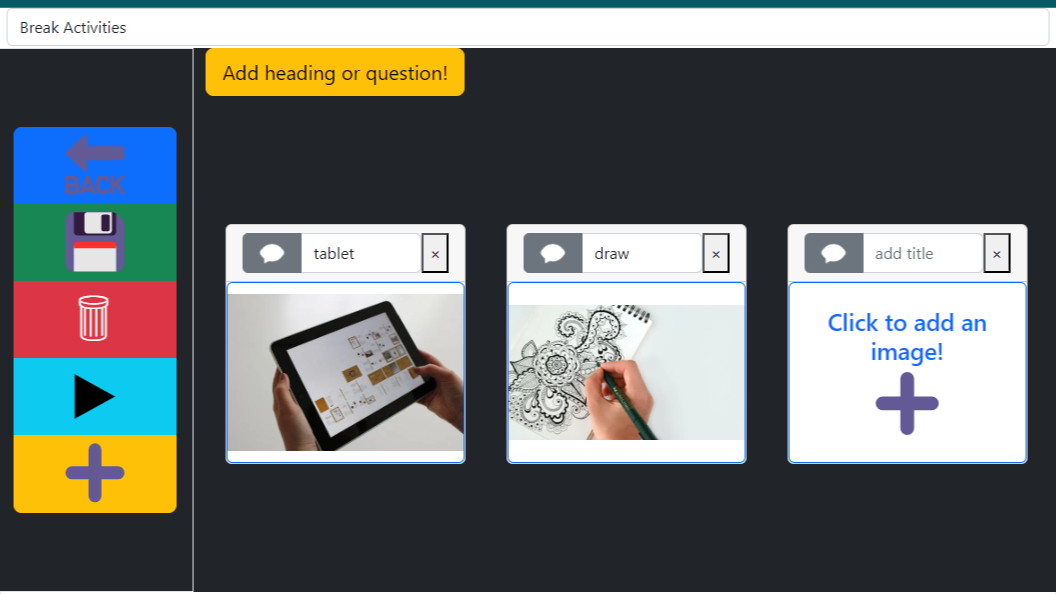 Break Activities
Add heading or question!
BACK
tablet
×
draw
×
add title
×
Click to add an
image!